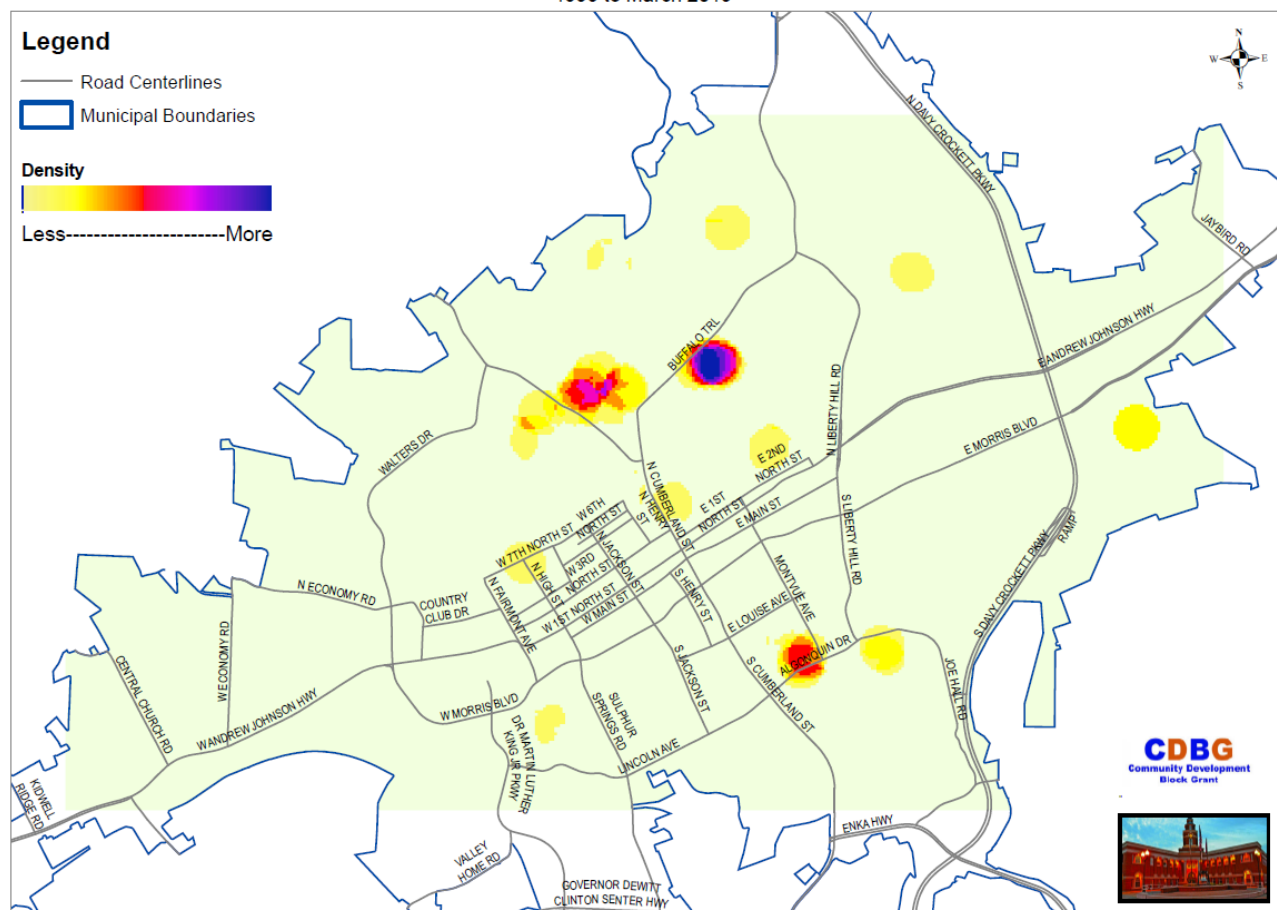 Legend
Road Centerlines
Municipal Boundaries
Density
Less-----------------------More
N
W E
S
N DAVY CROCKETT PKWY
JAYBIRD RD
E ANDREW JOHNSON HWY
BUFFALO TRL
N LIBERTY HILL RD
E MORRIS BLVD
WALTERS DR
E 2ND
NORTH ST
N CUMBERLAND ST
N HENRY
ST
E 1ST
NORTH ST
E MAIN ST
W 6TH
NORTH ST
W 7TH NORTH ST
N JACKSON ST
W 3RD
NORTH ST
N HIGH ST
W 1ST NORTH ST
W MAIN ST
N FAIRMONT AVE
N ECONOMY RD
COUNTRY
CLUB DR
S LIBERTY HILL RD
MONTVUE AVE
S HENRY ST
E LOUISE AVE
RAMP
S DAVY CROCKETT PKWY
CENTRAL CHURCH RD
W ECONOMY RD
W ANDREW JOHNSON HWY
W MORRIS BLVD
S JACKSON ST
S CUMBERLAND ST
ALGONQUIN DR
JOE HALL RD
DR MARTIN LUTHER
KING JR PKWY
SULPHUR
SPRINGS RD
LINCOLN AVE
KIDWELL
RIDGE RD
VALLEY
HOME RD
ENKA HWY
GOVERNOR DEWITT
CLINTON SENTER HWY
CDBG
Community Development
Block Grant